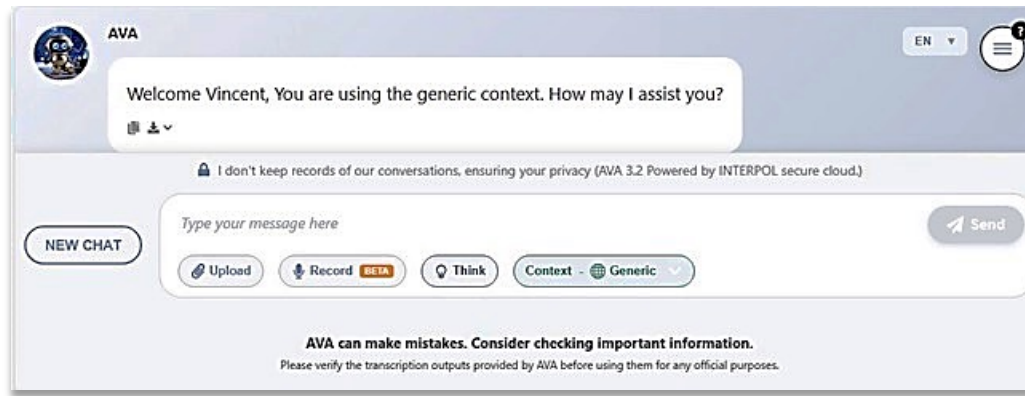 AVA
EN
?
Welcome Vincent, You are using the generic context. How may I assist you?
I don't keep records of our conversations, ensuring your privacy (AVA 3.2 Powered by INTERPOL secure cloud.)
Type your message here
Send
NEW CHAT
Upload Record BETA Think Context - Generic
AVA can make mistakes. Consider checking important information.
Please verify the transcription outputs provided by AVA before using them for any official purposes.